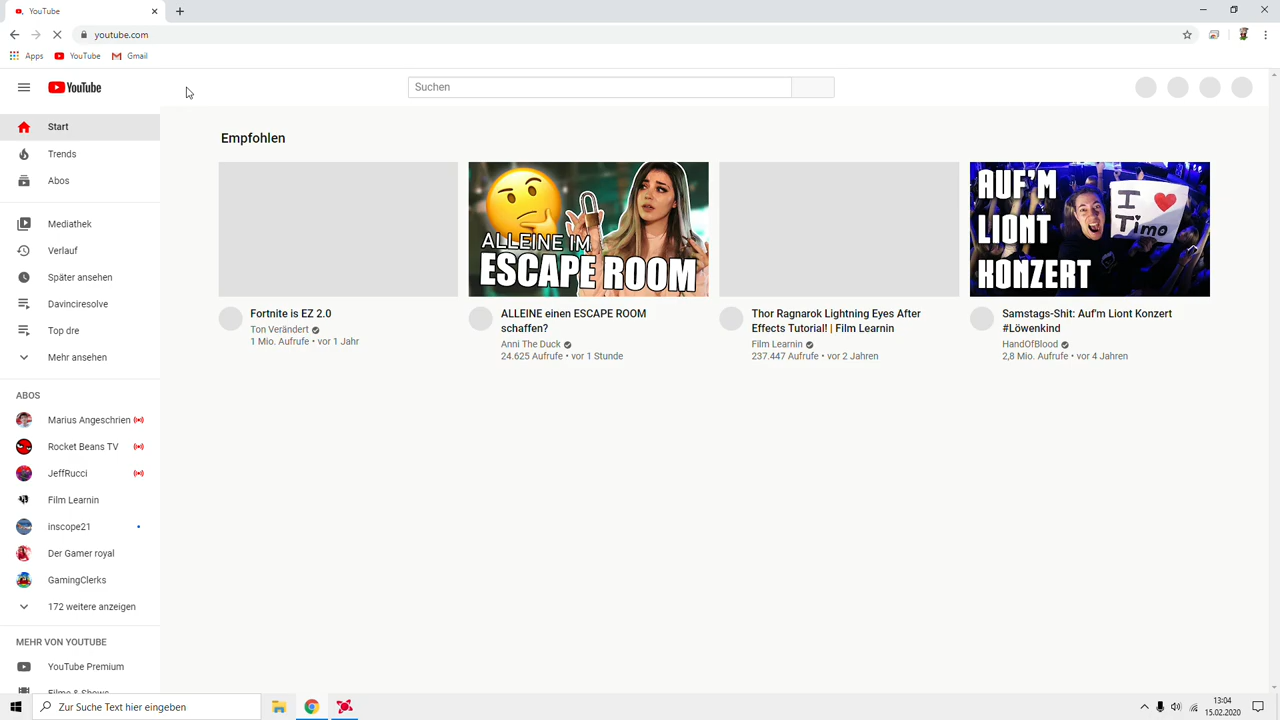 YouTube
youtube.com
Apps
YouTube
Gmail
YouTube
Suchen
Start
Trends
Abos
Mediathek
Verlauf
Später ansehen
Davinciresolve
Top dre
Mehr ansehen
ABOS
Marius Angeschrien
Rocket Beans TV
JeffRucci
Film Learnin
inscope21
Der Gamer royal
GamingClerks
172 weitere anzeigen
MEHR VON YOUTUBE
YouTube Premium
Filme & Shows
Empfohlen
Fortnite is EZ 2.0
Ton Verändert
1 Mio. Aufrufe • vor 1 Jahr
ALLEINE IM
ESCAPE ROOM
ALLEINE einen ESCAPE ROOM
schaffen?
Anni The Duck
24.625 Aufrufe • vor 1 Stunde
Thor Ragnarok Lightning Eyes After
Effects Tutorial! | Film Learnin
Film Learnin
237.447 Aufrufe • vor 2 Jahren
AUF'M
LIONT
KONZERT
I
Timo
Samstags-Shit: Auf'm Liont Konzert
#Löwenkind
HandOfBlood
2,8 Mio. Aufrufe • vor 4 Jahren
Zur Suche Text hier eingeben
13:04
15.02.2020